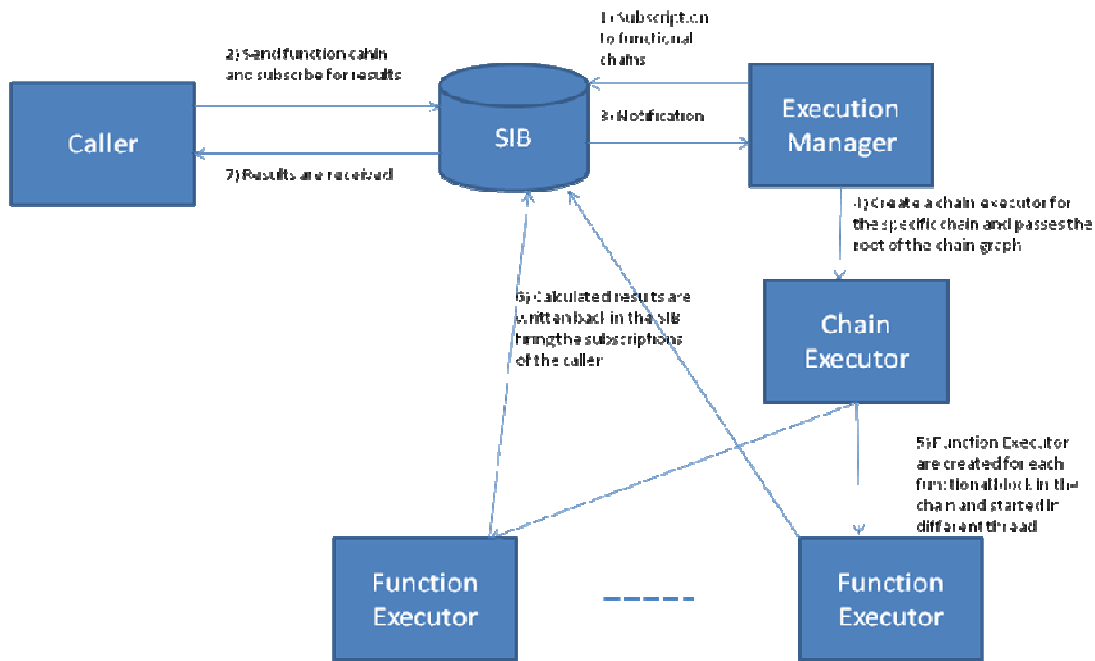 1) Subscription
to functional
chains
2) Send function cahin
and subscribe for results
Caller
SIB
3) Notification
Execution
Manager
7) Results are received
4) Create a chain executor for
the specific chain and passes the
root of the chain graph
6) Calculated results are
written back in the SIB
firing the subscriptions
of the caller
Chain
Executor
5) Function Executor
are created for each
functional block in the
chain and started in
different thread
Function
Executor
Function
Executor